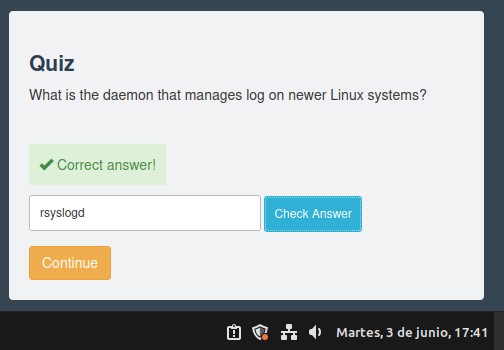 Quiz
What is the daemon that manages log on newer Linux systems?
Correct answer!
rsyslogd
Check Answer
Continue
Martes, 3 de junio, 17:41